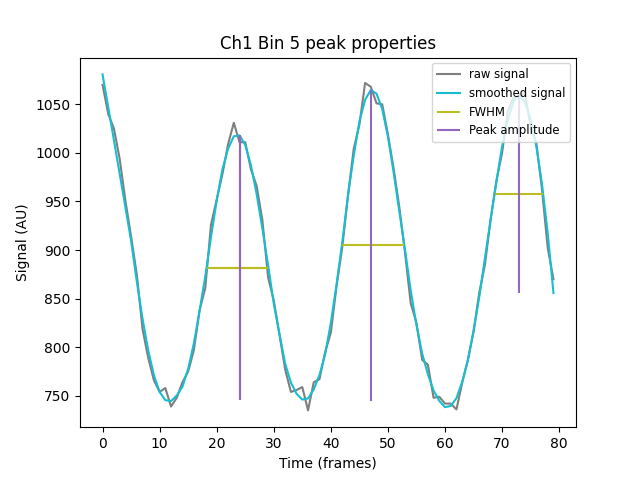 Ch1 Bin 5 peak properties
raw signal
smoothed signal
FWHM
Peak amplitude
Signal (AU)
1050
1000
950
900
850
800
750
0 10 20 30 40 50 60 70 80
Time (frames)